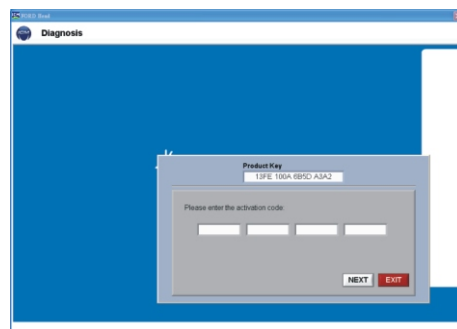 Diagnosis
Product Key
13FE 100A 6B5D A3A2
Please enter the activation code:
NEXT
EXIT